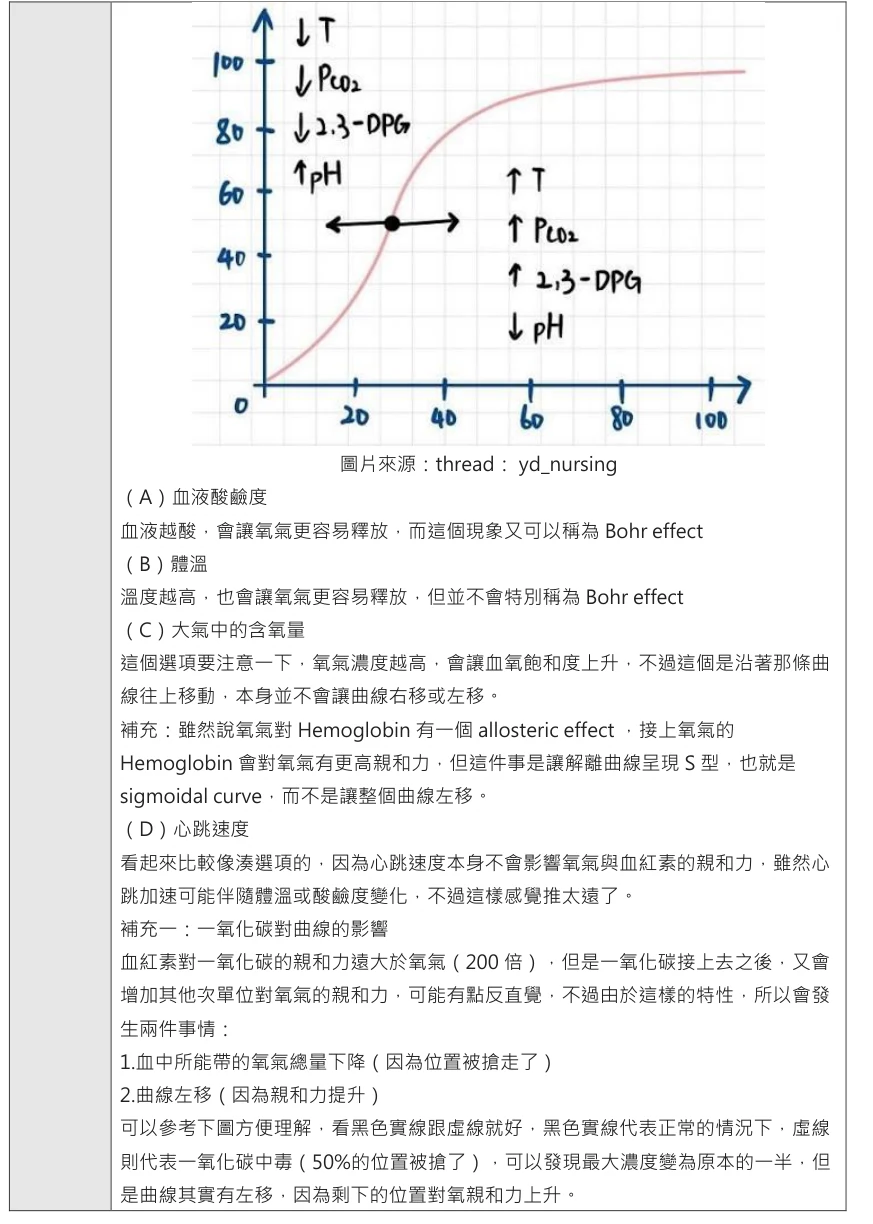 ↓ T
100
↓ PCO2
80
↓ 2,3-DPG
60
↑ pH
↑ T
↑ PCO2
40
↑ 2,3-DPG
20
↓ pH
0
20 40 60 80 100
圖片來源：thread： yd_nursing
（A）血液酸鹼度
血液越酸，會讓氧氣更容易釋放，而這個現象又可以稱為 Bohr effect
（B）體溫
溫度越高，也會讓氧氣更容易釋放，但並不會特別稱為 Bohr effect
（C）大氣中的含氧量
這個選項要注意一下，氧氣濃度越高，會讓血氧飽和度上升，不過這個是沿著那條曲
線往上移動，本身並不會讓曲線右移或左移。
補充：雖然說氧氣對 Hemoglobin 有一個 allosteric effect ，接上氧氣的
Hemoglobin 會對氧氣有更高親和力，但這件事是讓解離曲線呈現 S 型，也就是
sigmoidal curve，而不是讓整個曲線左移。
（D）心跳速度
看起來比較像湊選項的，因為心跳速度本身不會影響氧氣與血紅素的親和力，雖然心
跳加速可能伴隨體溫或酸鹼度變化，不過這樣感覺推太遠了。
補充一：一氧化碳對曲線的影響
血紅素對一氧化碳的親和力遠大於氧氣（200 倍），但是一氧化碳接上去之後，又會
增加其他次單位對氧氣的親和力，可能有點反直覺，不過由於這樣的特性，所以會發
生兩件事情：
1.血中所能帶的氧氣總量下降（因為位置被搶走了）
2.曲線左移（因為親和力提升）
可以參考下圖方便理解，看黑色實線跟虛線就好，黑色實線代表正常的情況下，虛線
則代表一氧化碳中毒（50%的位置被搶了），可以發現最大濃度變為原本的一半，但
是曲線其實有左移，因為剩下的位置對氧親和力上升。